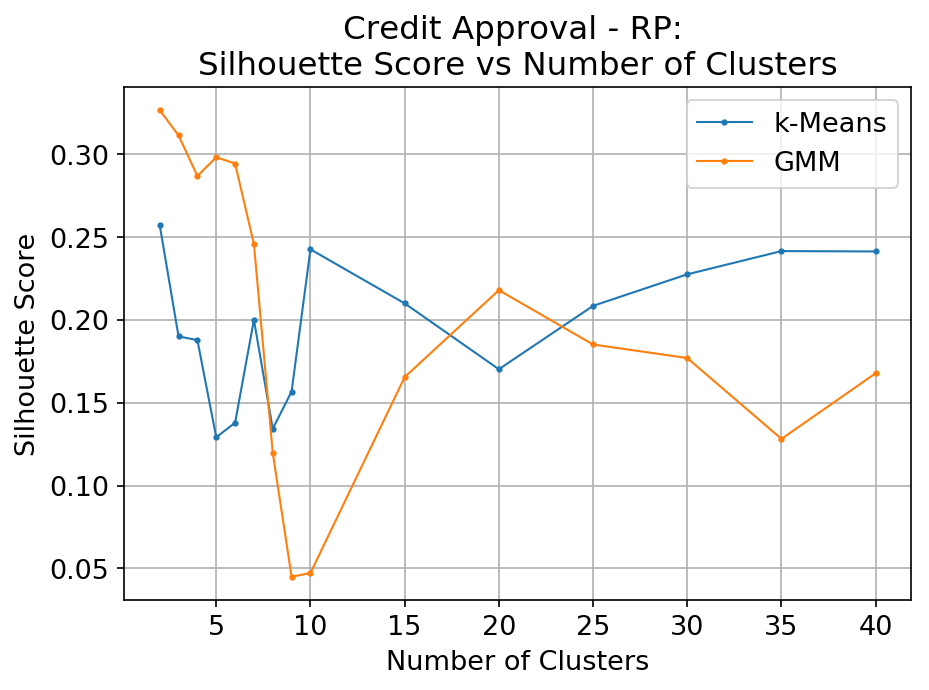 Credit Approval - RP:
Silhouette Score vs Number of Clusters
k-Means
GMM
Silhouette Score
0.30
0.25
0.20
0.15
0.10
0.05
5 10 15 20 25 30 35 40
Number of Clusters